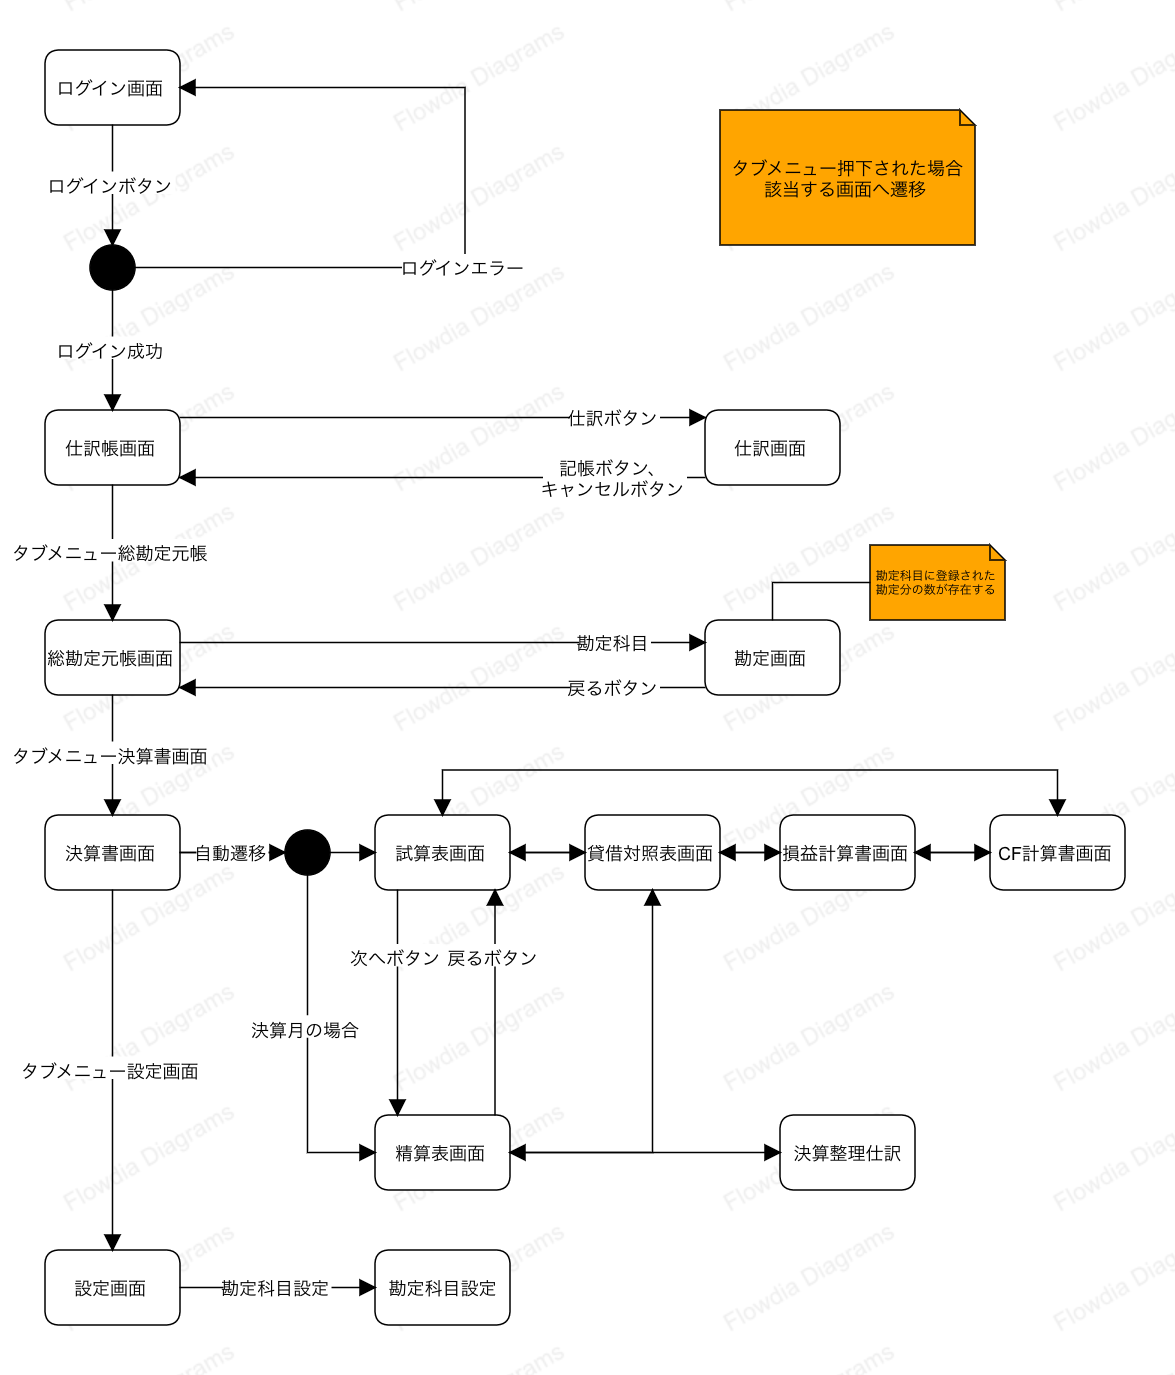 ログイン画面
ログインボタン
ログインエラー
タブメニュー押下された場合
該当する画面へ遷移
ログイン成功
仕訳帳画面
仕訳ボタン
仕訳画面
記帳ボタン、
キャンセルボタン
タブメニュー総勘定元帳
勘定科目に登録された
勘定分の数が存在する
総勘定元帳画面
勘定科目
勘定画面
戻るボタン
タブメニュー決算書画面
決算書画面
自動遷移
試算表画面
貸借対照表画面
損益計算書画面
CF計算書画面
次へボタン
戻るボタン
決算月の場合
タブメニュー設定画面
精算表画面
決算整理仕訳
設定画面
勘定科目設定
勘定科目設定
Flowdia Diagrams